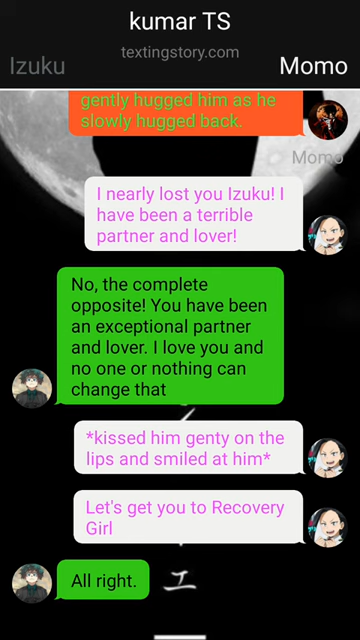 kumar TS
textingstory.com
Izuku
Momo
gently hugged him as he
slowly hugged back.
Momo
I nearly lost you Izuku! I
have been a terrible
partner and lover!
No, the complete
opposite! You have been
an exceptional partner
and lover. I love you and
no one or nothing can
change that
*kissed him genty on the
lips and smiled at him*
Let's get you to Recovery
Girl
All right.
エ